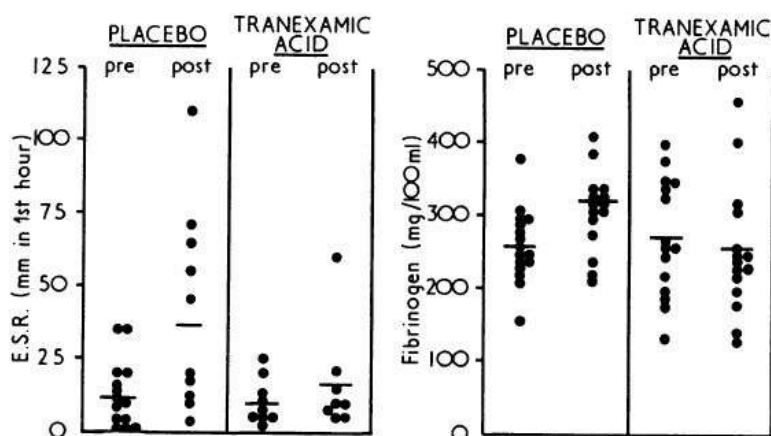 PLACEBO
TRANEXAMIC
ACID
pre
post
pre
post
125
100
75
50
25
0
E.S.R. (mm in 1st hour)
PLACEBO
TRANEXAMIC
ACID
pre
post
pre
post
500
400
300
200
100
0
Fibrinogen (mg/100ml)